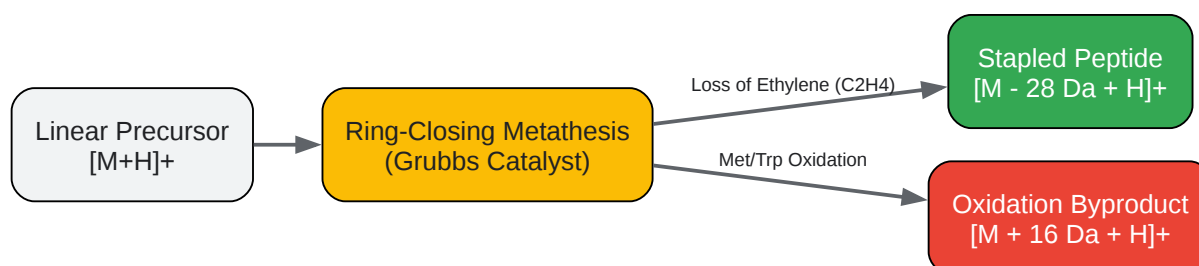 Linear Precursor
[M+H]+
Ring-Closing Metathesis
(Grubbs Catalyst)
Loss of Ethylene (C2H4)
Met/Trp Oxidation
Stapled Peptide
[M - 28 Da + H]+
Oxidation Byproduct
[M + 16 Da + H]+